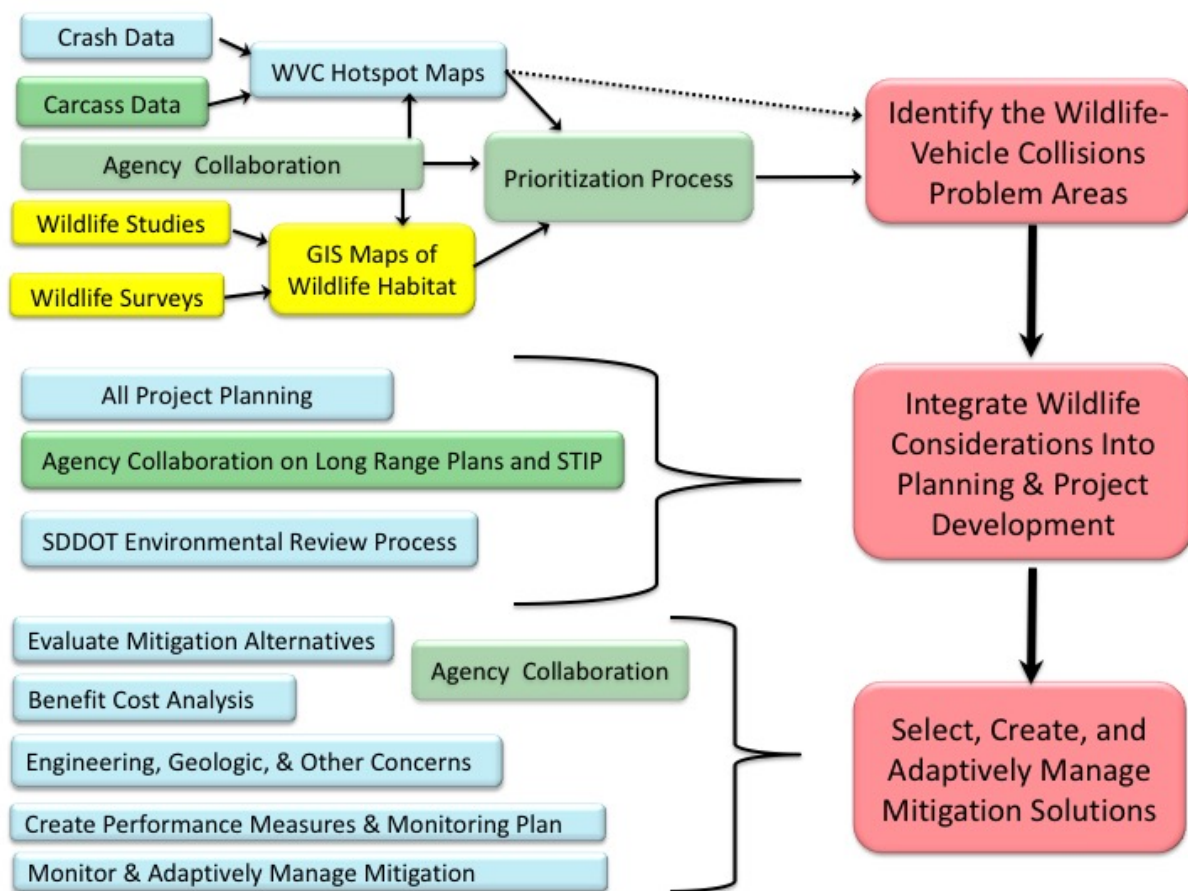 Crash Data
WVC Hotspot Maps
Carcass Data
Agency Collaboration
Prioritization Process
Wildlife Studies
Wildlife Surveys
GIS Maps of
Wildlife Habitat
Identify the Wildlife-
Vehicle Collisions
Problem Areas
All Project Planning
Agency Collaboration on Long Range Plans and STIP
SDDOT Environmental Review Process
Integrate Wildlife
Considerations Into
Planning & Project
Development
Evaluate Mitigation Alternatives
Agency Collaboration
Benefit Cost Analysis
Engineering, Geologic, & Other Concerns
Create Performance Measures & Monitoring Plan
Monitor & Adaptively Manage Mitigation
Select, Create, and
Adaptively Manage
Mitigation Solutions